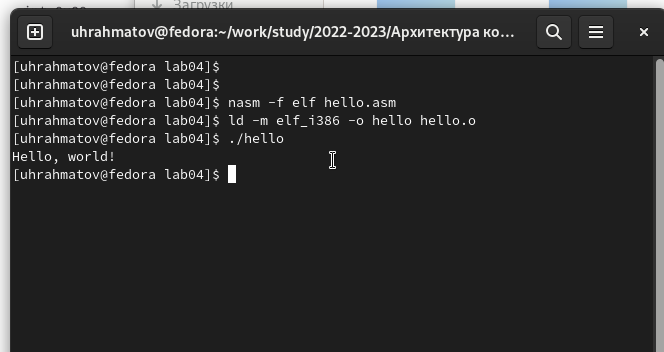 Загрузки
uhrahmatov@fedora:~/work/study/2022-2023/Архитектура ко...
[uhrahmatov@fedora lab04]$
[uhrahmatov@fedora lab04]$
[uhrahmatov@fedora lab04]$ nasm -f elf hello.asm
[uhrahmatov@fedora lab04]$ ld -m elf_i386 -o hello hello.o
[uhrahmatov@fedora lab04]$ ./hello
Hello, world!
[uhrahmatov@fedora lab04]$